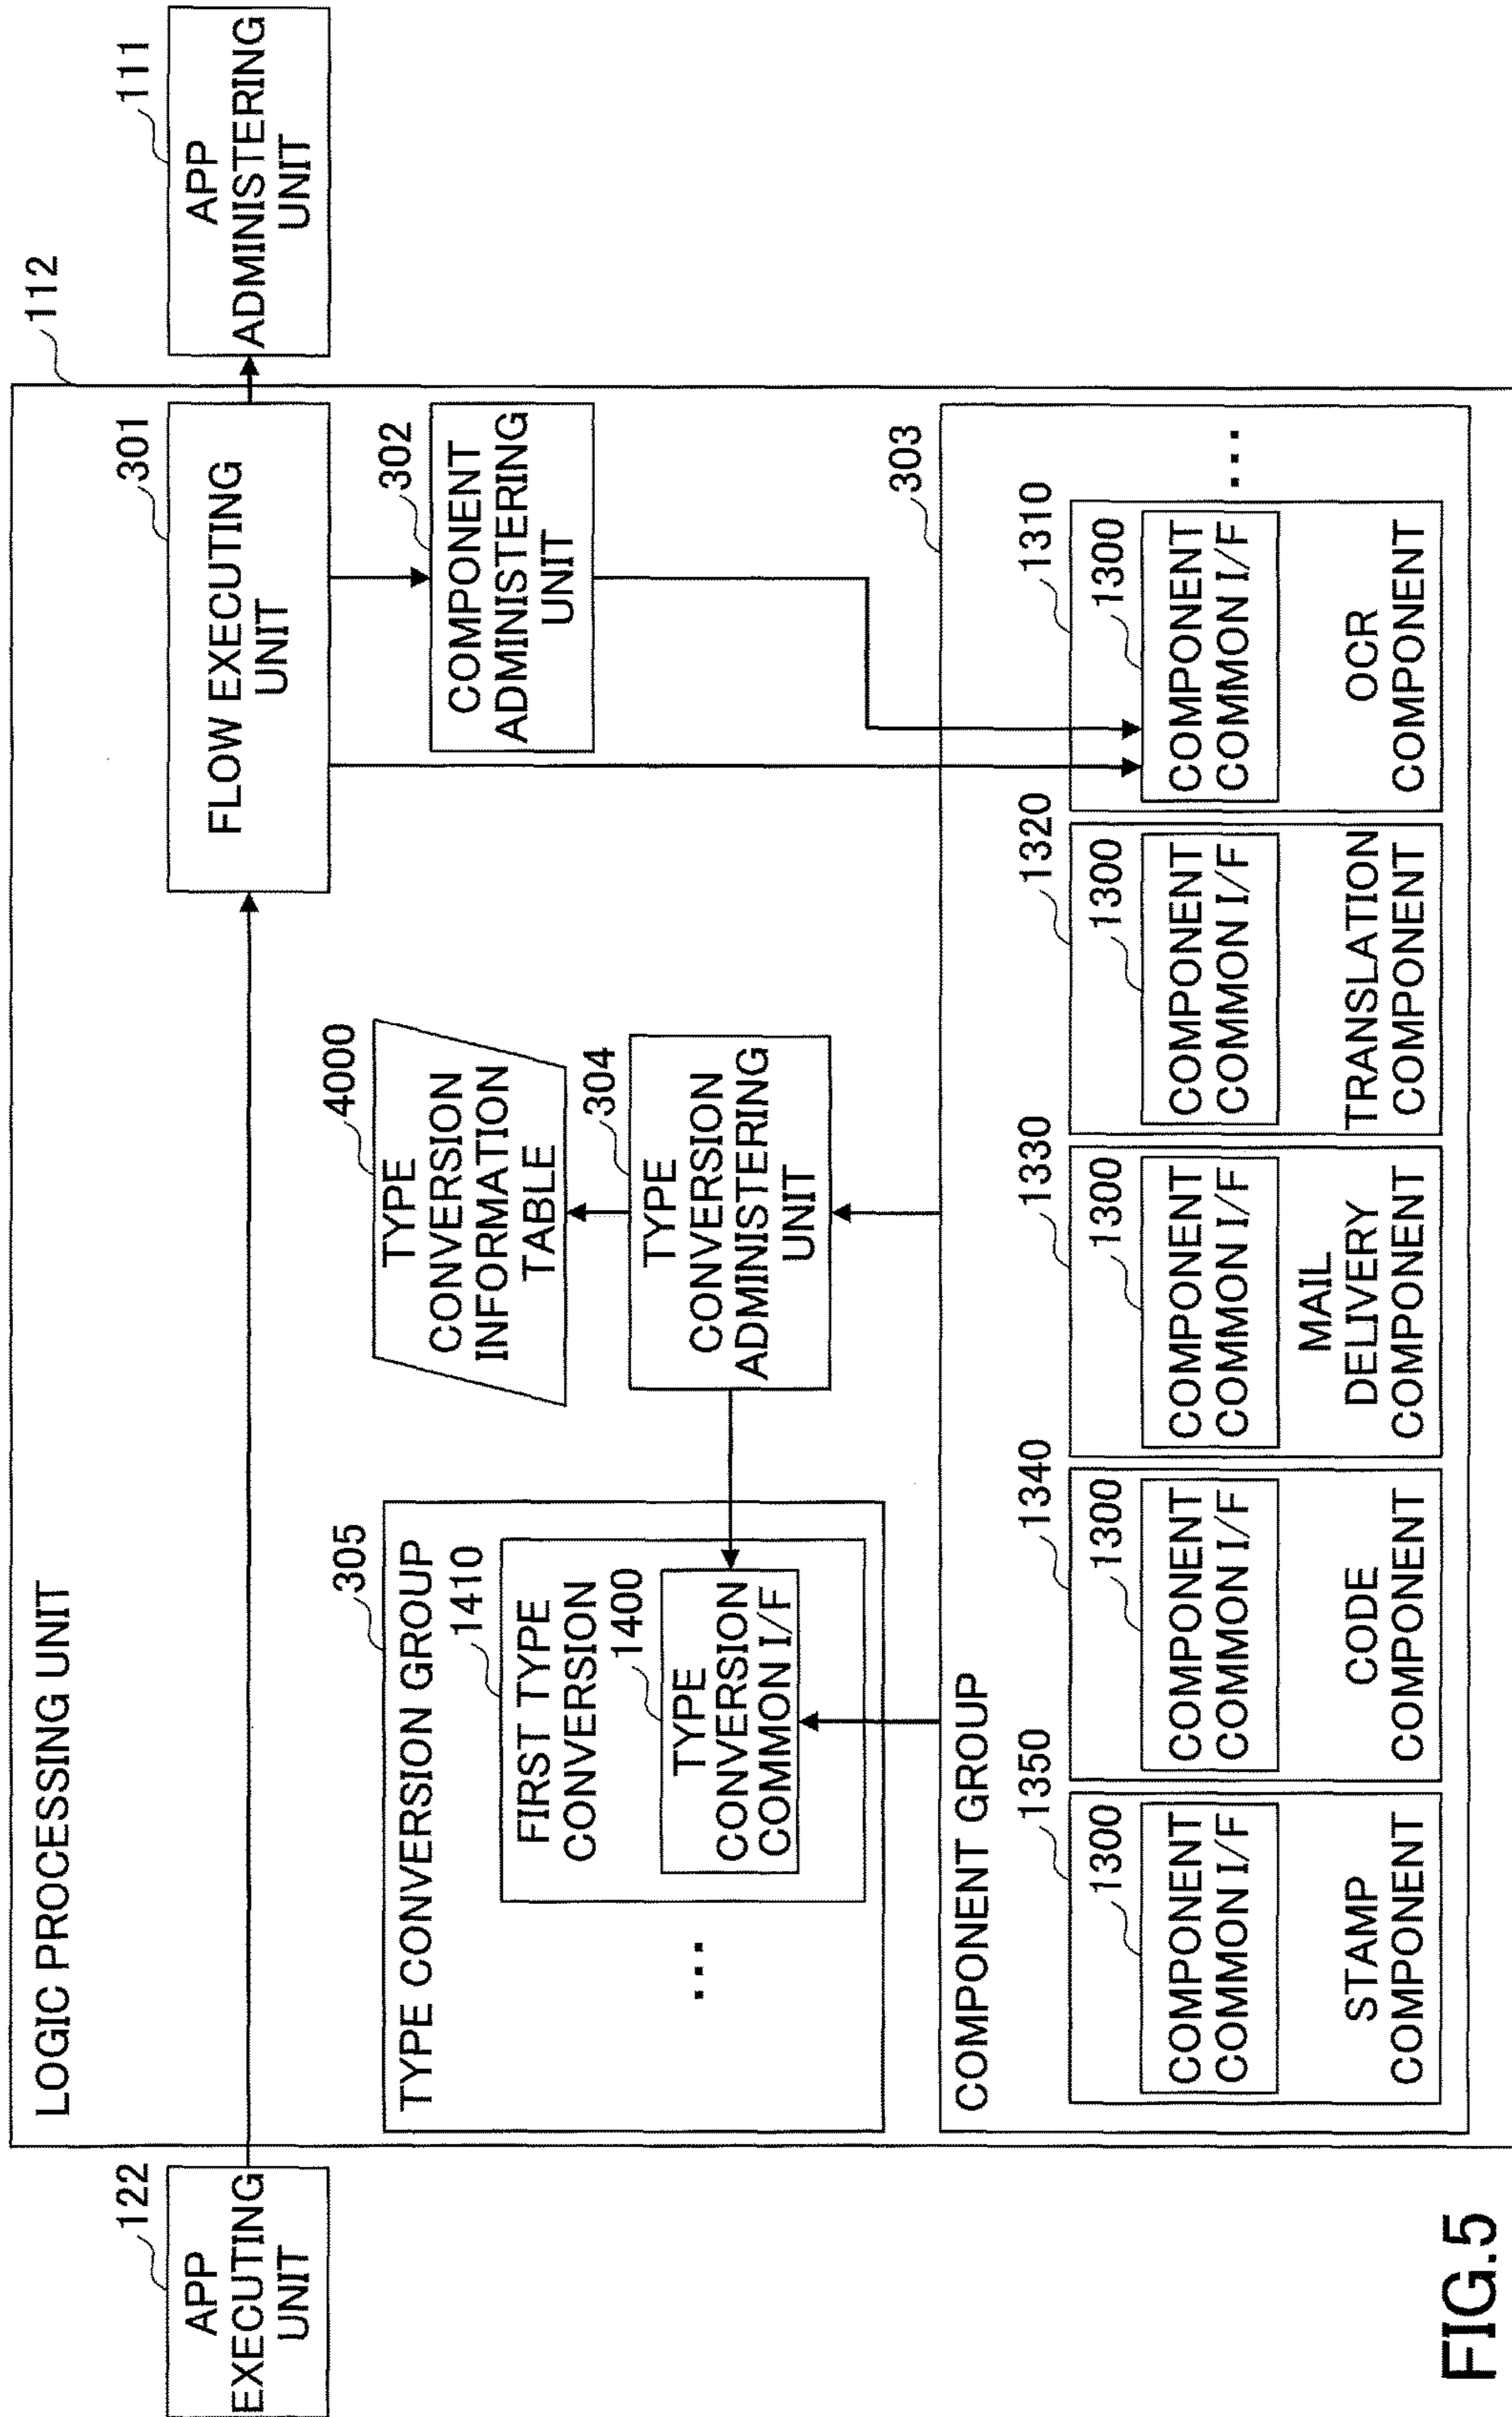 LOGIC PROCESSING UNIT
112
122
APP
EXECUTING
UNIT
301
FLOW EXECUTING
UNIT
111
APP
ADMINISTERING
UNIT
305
TYPE CONVERSION GROUP
1410
FIRST TYPE
CONVERSION
1400
TYPE
CONVERSION
COMMON I/F
...
4000
TYPE
CONVERSION
INFORMATION
TABLE
304
TYPE
CONVERSION
ADMINISTERING
UNIT
302
COMPONENT
ADMINISTERING
UNIT
303
COMPONENT GROUP
1350
1300
COMPONENT
COMMON I/F
STAMP
COMPONENT
1340
1300
COMPONENT
COMMON I/F
CODE
COMPONENT
1330
1300
COMPONENT
COMMON I/F
MAIL
DELIVERY
COMPONENT
1320
1300
COMPONENT
COMMON I/F
TRANSLATION
COMPONENT
1310
1300
COMPONENT
COMMON I/F
OCR
COMPONENT
...
FIG.5